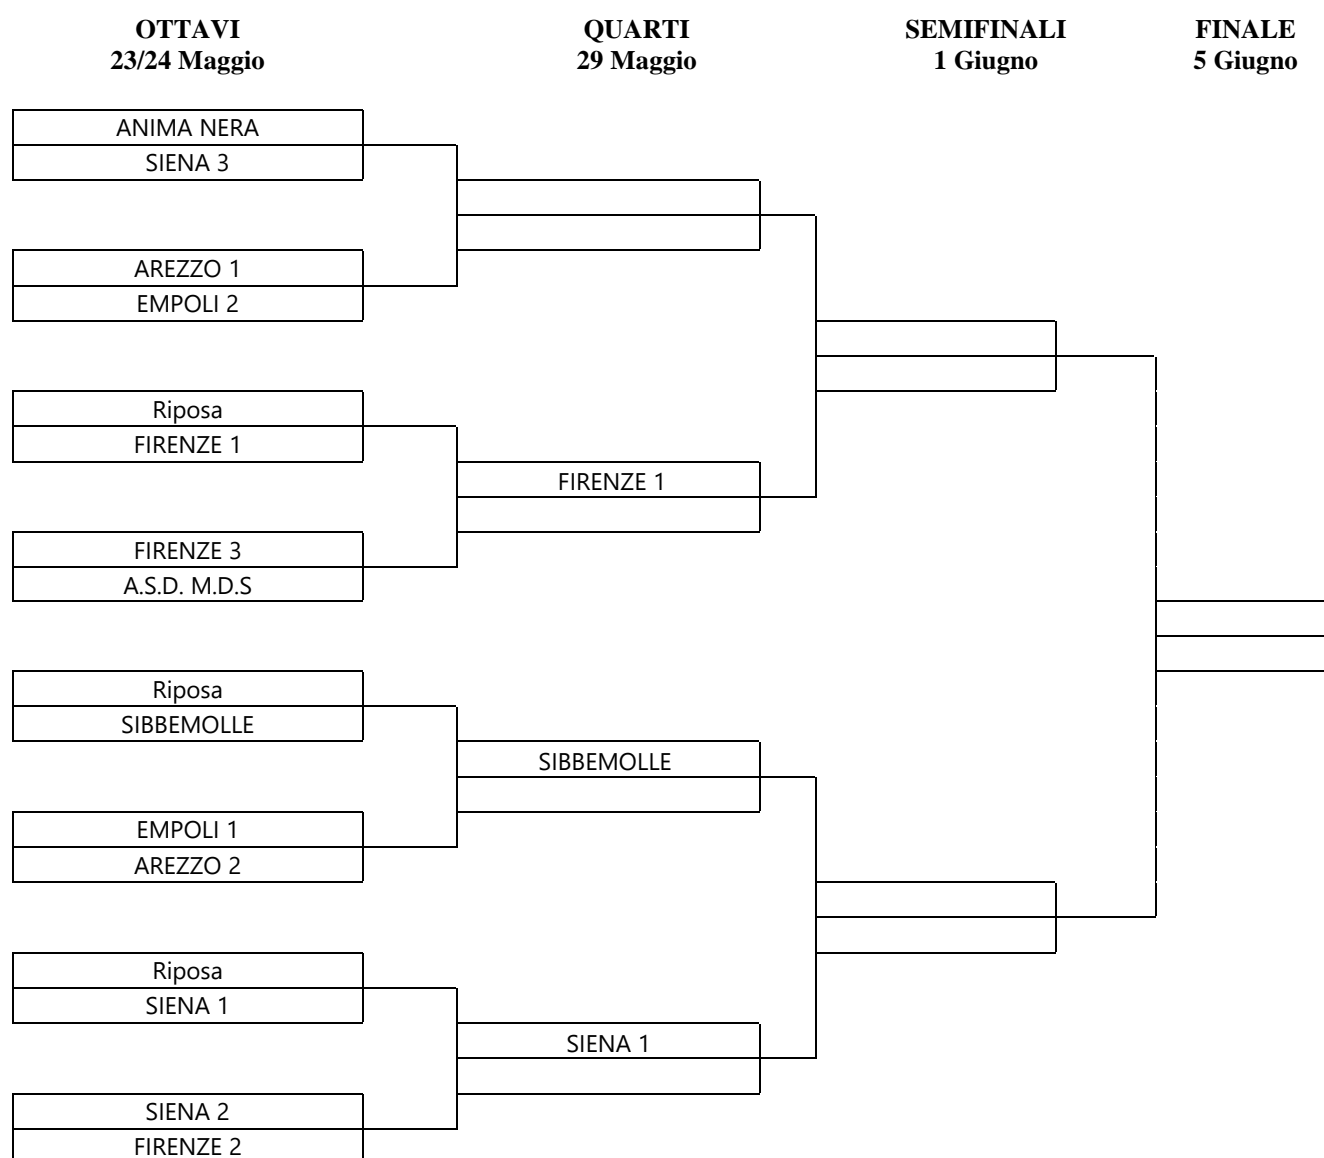 OTTAVI
23/24 Maggio
QUARTI
29 Maggio
SEMIFINALI
1 Giugno
FINALE
5 Giugno
ANIMA NERA
SIENA 3
AREZZO 1
EMPOLI 2
Riposa
FIRENZE 1
FIRENZE 1
FIRENZE 3
A.S.D. M.D.S
Riposa
SIBBEMOLLE
SIBBEMOLLE
EMPOLI 1
AREZZO 2
Riposa
SIENA 1
SIENA 1
SIENA 2
FIRENZE 2